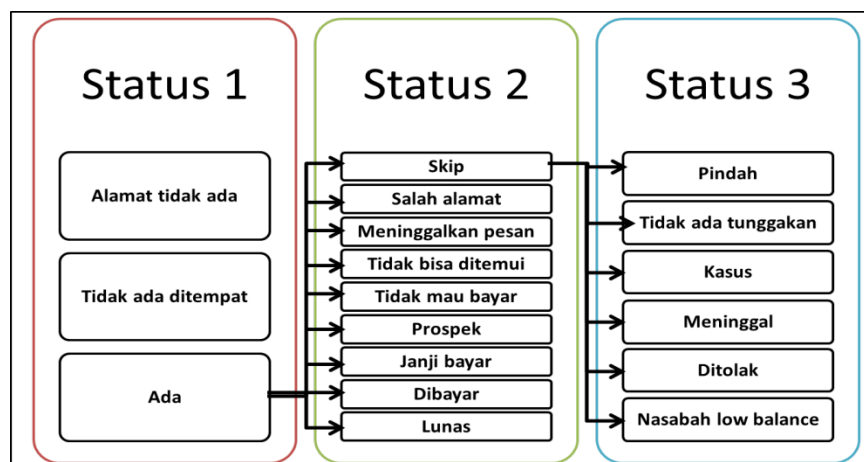 Status 1
Alamat tidak ada
Tidak ada ditempat
Ada
Status 2
Skip
Salah alamat
Meninggalkan pesan
Tidak bisa ditemui
Tidak mau bayar
Prospek
Janji bayar
Dibayar
Lunas
Status 3
Pindah
Tidak ada tunggakan
Kasus
Meninggal
Ditolak
Nasabah low balance